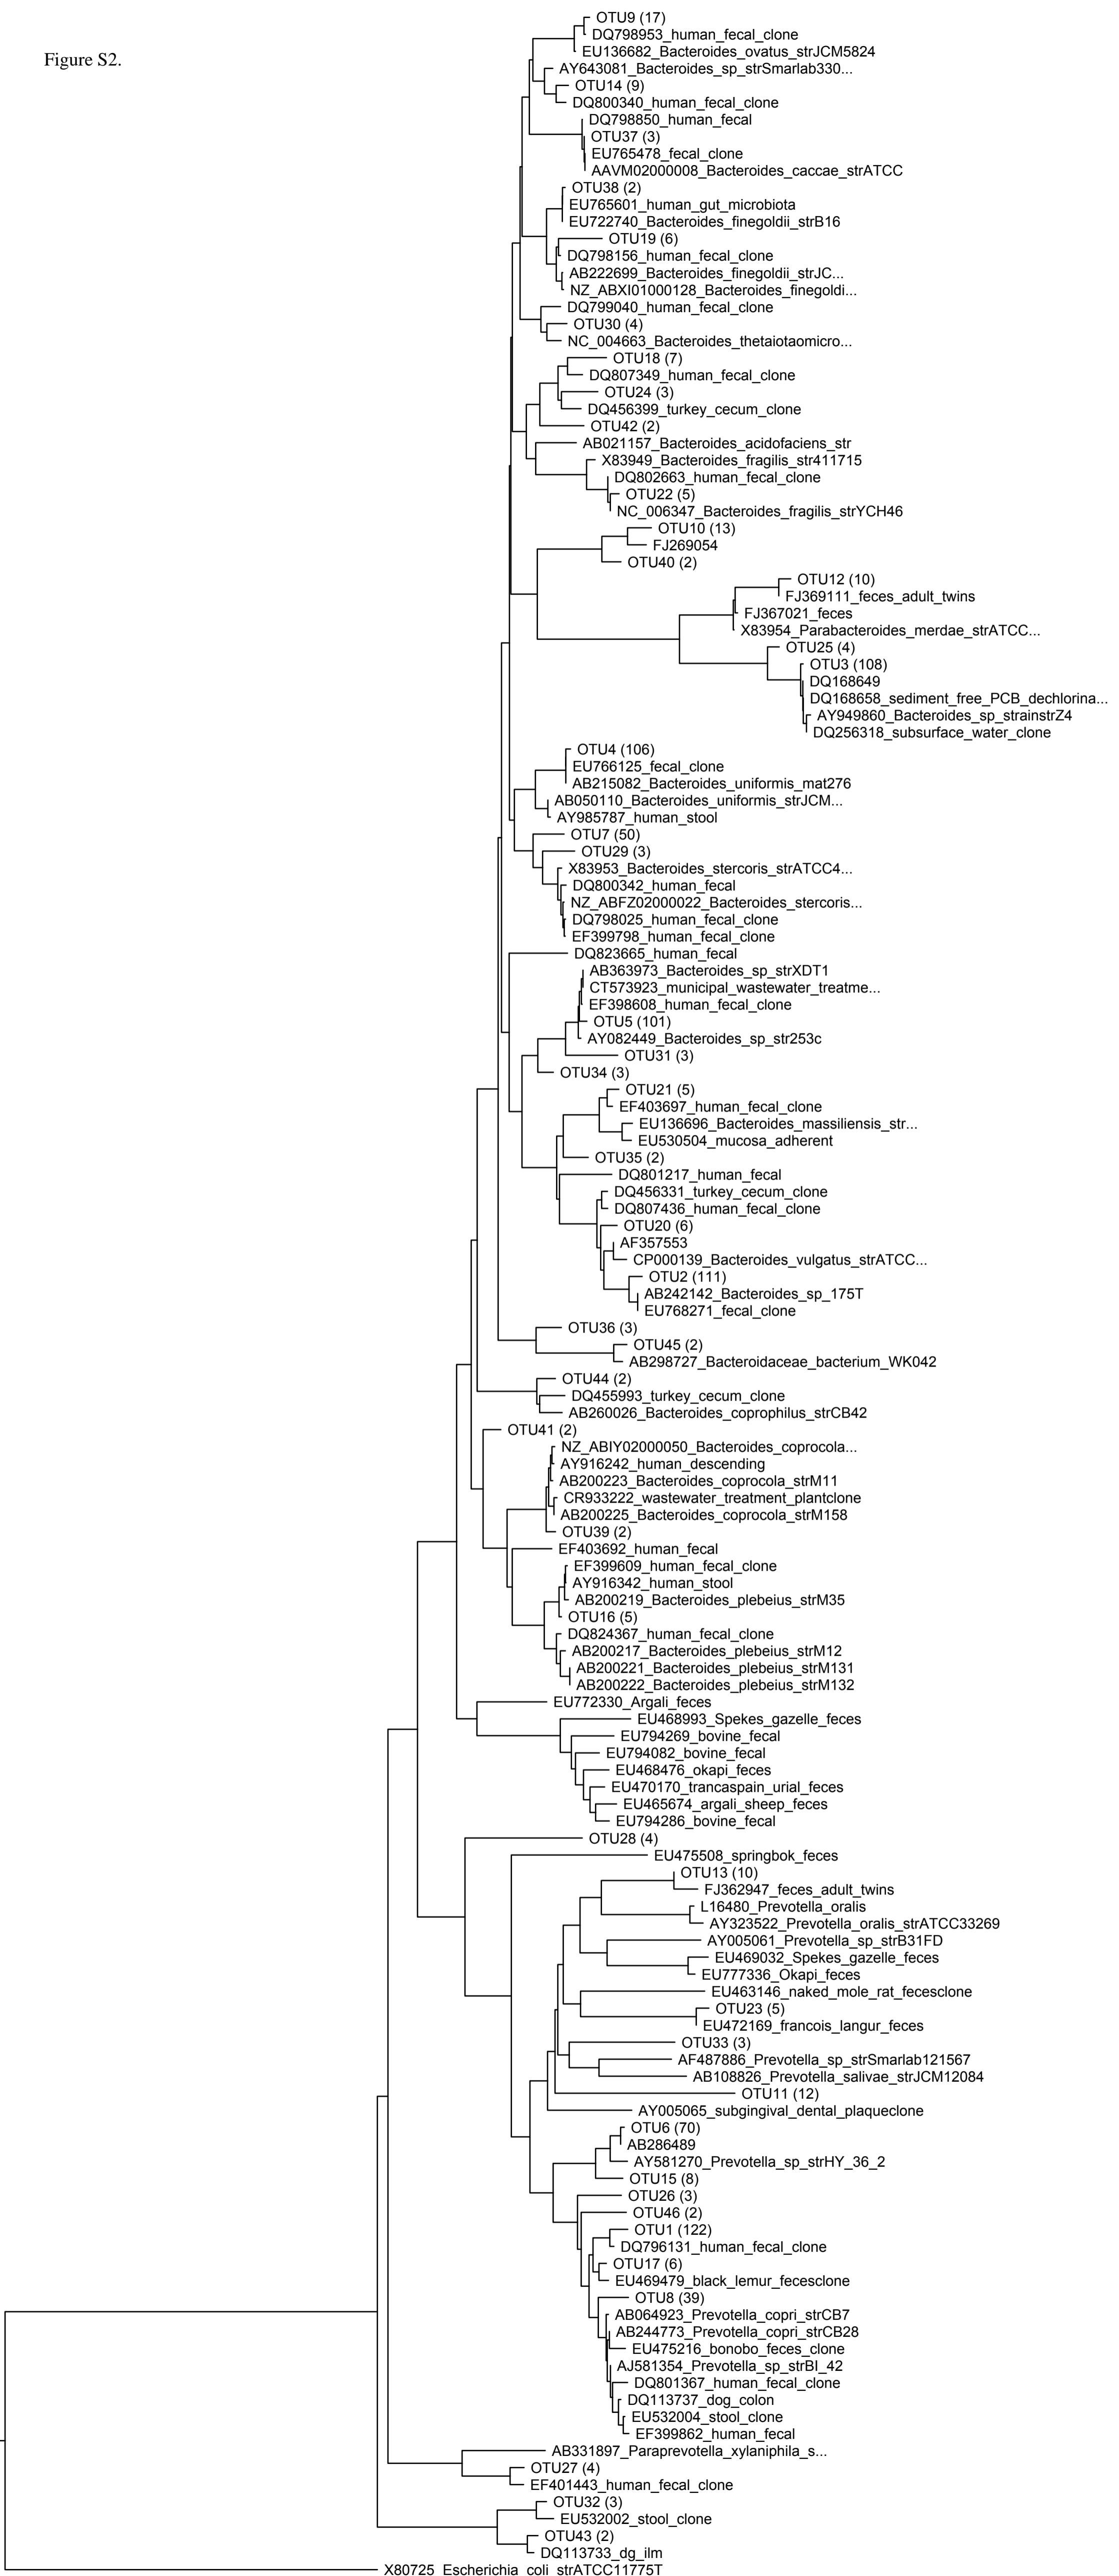 Figure S2.
OTU9 (17)
DQ798953_human_fecal_clone
EU136682_Bacteroides_ovatus_strJCM5824
AY643081_Bacteroides_sp_strSmarlab330...
OTU14 (9)
DQ800340_human_fecal_clone
DQ798850_human_fecal
OTU37 (3)
EU765478_fecal_clone
AAVM02000008_Bacteroides_caccae_strATCC
OTU38 (2)
EU765601_human_gut_microbiota
EU722740_Bacteroides_finegoldii_strB16
OTU19 (6)
DQ798156_human_fecal_clone
AB222699_Bacteroides_finegoldii_strJC...
NZ_ABXI01000128_Bacteroides_finegoldi...
DQ799040_human_fecal_clone
OTU30 (4)
NC_004663_Bacteroides_thetaiotaomicro...
OTU18 (7)
DQ807349_human_fecal_clone
OTU24 (3)
DQ456399_turkey_cecum_clone
OTU42 (2)
AB021157_Bacteroides_acidofaciens_str
X83949_Bacteroides_fragilis_str411715
DQ802663_human_fecal_clone
OTU22 (5)
NC_006347_Bacteroides_fragilis_strYCH46
OTU10 (13)
FJ269054
OTU40 (2)
OTU12 (10)
FJ369111_feces_adult_twins
FJ367021_feces
X83954_Parabacteroides_merdae_strATCC...
OTU25 (4)
OTU3 (108)
DQ168649
DQ168658_sediment_free_PCB_dechlorina...
AY949860_Bacteroides_sp_strainstrZ4
DQ256318_subsurface_water_clone
OTU4 (106)
EU766125_fecal_clone
AB215082_Bacteroides_uniformis_mat276
AB050110_Bacteroides_uniformis_strJCM...
AY985787_human_stool
OTU7 (50)
OTU29 (3)
X83953_Bacteroides_stercoris_strATCC4...
DQ800342_human_fecal
NZ_ABFZ02000022_Bacteroides_stercoris...
DQ798025_human_fecal_clone
EF399798_human_fecal_clone
DQ823665_human_fecal
AB363973_Bacteroides_sp_strXDT1
CT573923_municipal_wastewater_treatme...
EF398608_human_fecal_clone
OTU5 (101)
AY082449_Bacteroides_sp_str253c
OTU31 (3)
OTU34 (3)
OTU21 (5)
EF403697_human_fecal_clone
EU136696_Bacteroides_massiliensis_str...
EU530504_mucosa_adherent
OTU35 (2)
DQ801217_human_fecal
DQ456331_turkey_cecum_clone
DQ807436_human_fecal_clone
OTU20 (6)
AF357553
CP000139_Bacteroides_vulgatus_strATCC...
OTU2 (111)
AB242142_Bacteroides_sp_175T
EU768271_fecal_clone
OTU36 (3)
OTU45 (2)
AB298727_Bacteroidaceae_bacterium_WK042
OTU44 (2)
DQ455993_turkey_cecum_clone
AB260026_Bacteroides_coprophilus_strCB42
OTU41 (2)
NZ_ABIY02000050_Bacteroides_coprocola...
AY916242_human_descending
AB200223_Bacteroides_coprocola_strM11
CR933222_wastewater_treatment_plantclone
AB200225_Bacteroides_coprocola_strM158
OTU39 (2)
EF403692_human_fecal
EF399609_human_fecal_clone
AY916342_human_stool
AB200219_Bacteroides_plebeius_strM35
OTU16 (5)
DQ824367_human_fecal_clone
AB200217_Bacteroides_plebeius_strM12
AB200221_Bacteroides_plebeius_strM131
AB200222_Bacteroides_plebeius_strM132
EU772330_Argali_feces
EU468993_Spekes_gazelle_feces
EU794269_bovine_fecal
EU794082_bovine_fecal
EU468476_okapi_feces
EU470170_trancaspain_urial_feces
EU465674_argali_sheep_feces
EU794286_bovine_fecal
OTU28 (4)
EU475508_springbok_feces
OTU13 (10)
FJ362947_feces_adult_twins
L16480_Prevotella_oralis
AY323522_Prevotella_oralis_strATCC33269
AY005061_Prevotella_sp_strB31FD
EU469032_Spekes_gazelle_feces
EU777336_Okapi_feces
EU463146_naked_mole_rat_fecesclone
OTU23 (5)
EU472169_francois_langur_feces
OTU33 (3)
AF487886_Prevotella_sp_strSmarlab121567
AB108826_Prevotella_salivae_strJCM12084
OTU11 (12)
AY005065_subgingival_dental_plaqueclone
OTU6 (70)
AB286489
AY581270_Prevotella_sp_strHY_36_2
OTU15 (8)
OTU26 (3)
OTU46 (2)
OTU1 (122)
DQ796131_human_fecal_clone
OTU17 (6)
EU469479_black_lemur_fecesclone
OTU8 (39)
AB064923_Prevotella_copri_strCB7
AB244773_Prevotella_copri_strCB28
EU475216_bonobo_feces_clone
AJ581354_Prevotella_sp_strBI_42
DQ801367_human_fecal_clone
DQ113737_dog_colon
EU532004_stool_clone
EF399862_human_fecal
AB331897_Paraprevotella_xylaniphila_s...
OTU27 (4)
EF401443_human_fecal_clone
OTU32 (3)
EU532002_stool_clone
OTU43 (2)
DQ113733_dg_ilm
X80725_Escherichia_coli_strATCC11775T